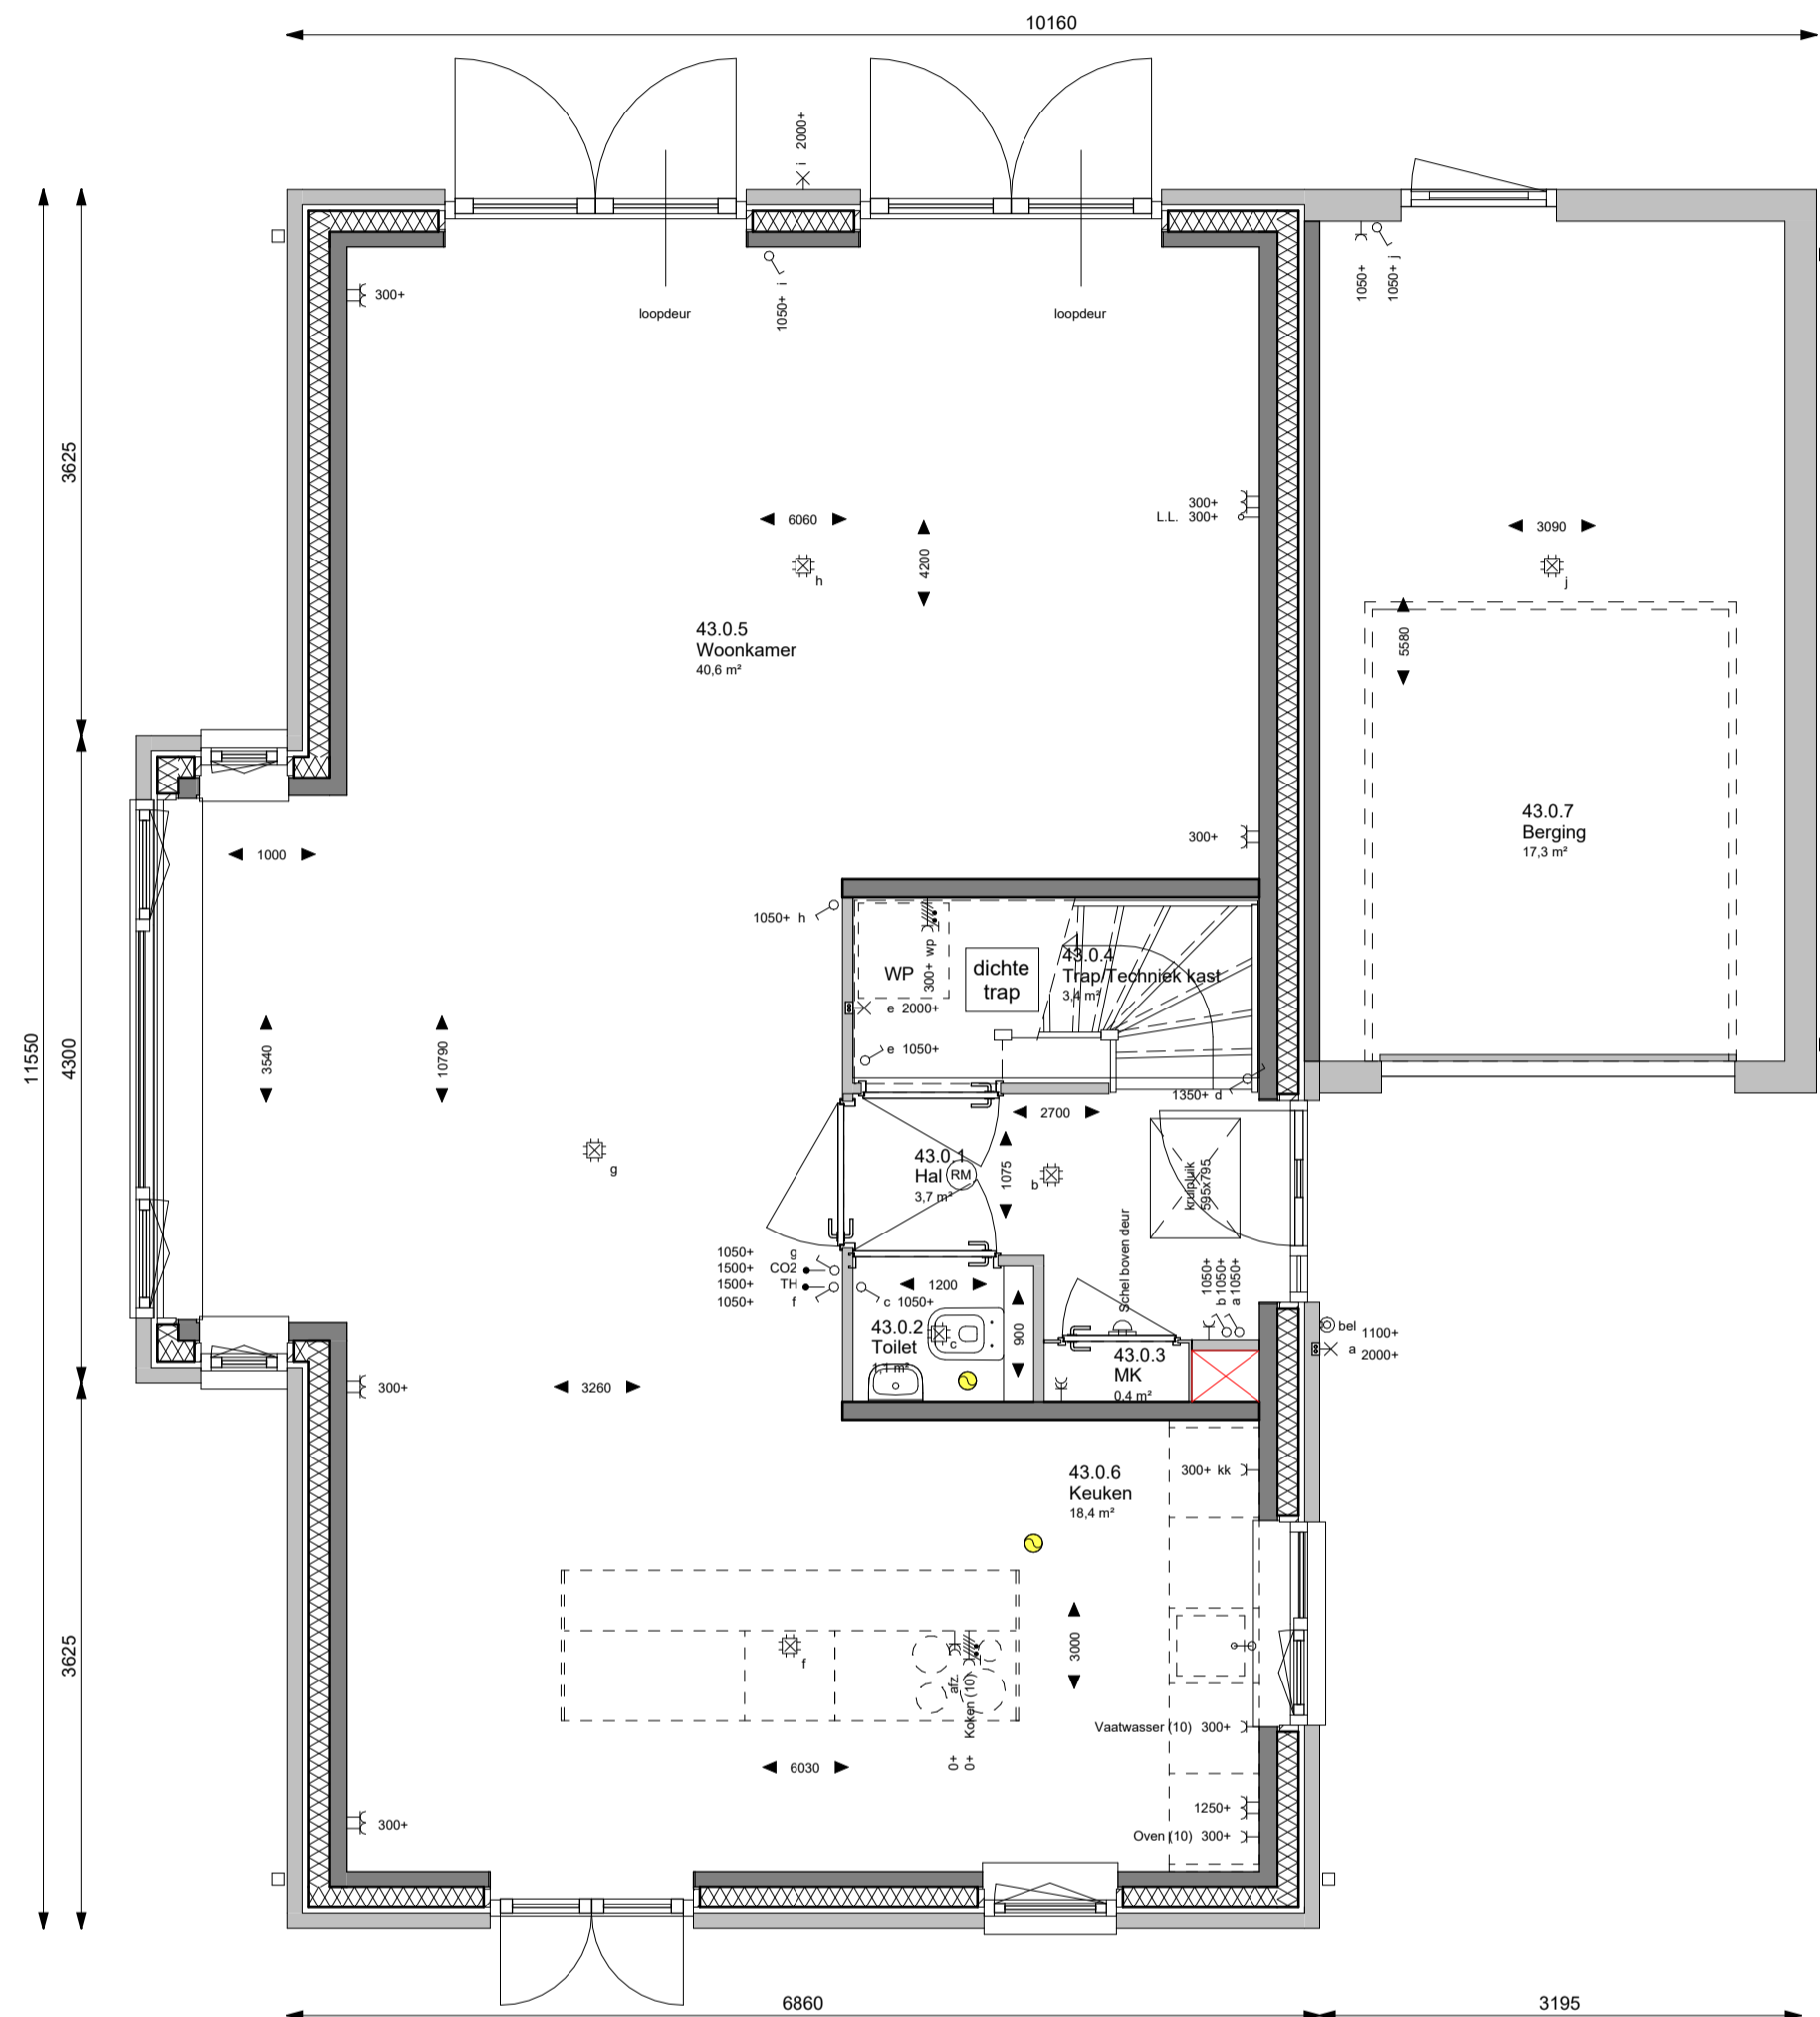 10160
i 2000+
300+
1050+ i
loopdeur
loopdeur
1050+
1050+ j
3625
300+
L.L. 300+
6060
4200
h
3090
j
5580
43.0.5
Woonkamer
40,6 m²
43.0.7
Berging
17,3 m²
300+
1000
1050+ h
WP
300+ wp
dichte
trap
43.0.4
Trap/Techniek kast
3,4 m²
e 2000+
e 1050+
1350+ d
11550
4300
3540
10790
2700
43.0.1
Hal
3,7 m²
RM
1075
b
kruipluik
595x795
g
Schel boven deur
1050+ g
1500+ CO2
1500+ TH
1050+ f
1200
c 1050+
1050+
b 1050+
a 1050+
43.0.2
Toilet
1,1 m²
c
900
43.0.3
MK
0,4 m²
bel 1100+
a 2000+
300+
3260
43.0.6
Keuken
18,4 m²
300+ kk
3625
f
afz.
0+
Koken (10)
0+
3000
Vaatwasser (10) 300+
6030
1250+
Oven (10) 300+
300+
6860
3195